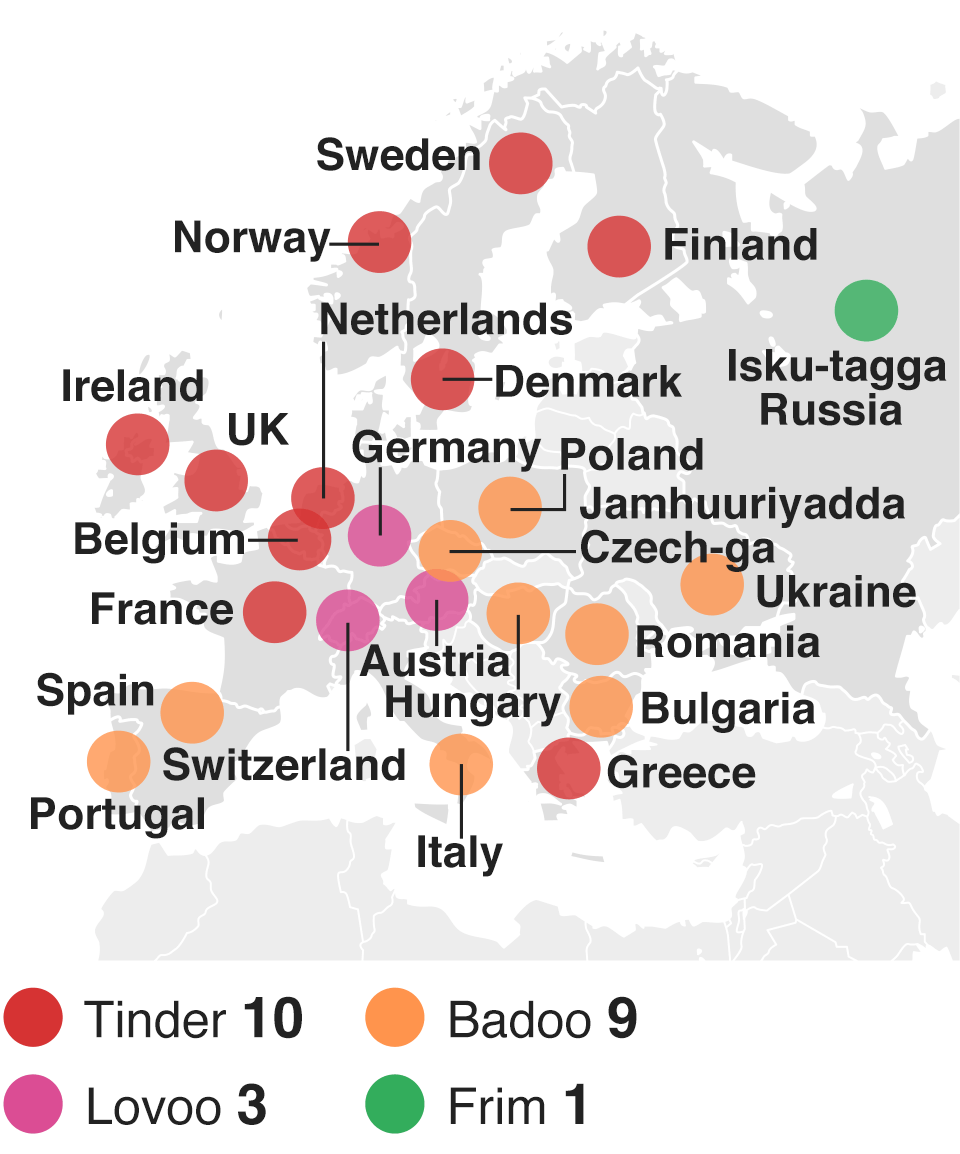 Sweden
Norway
Finland
Netherlands
Isku-tagga
Russia
Ireland
Denmark
UK
Germany
Poland
Jamhuuriyadda
Czech-ga
Belgium
Ukraine
France
Romania
Austria
Spain
Hungary
Bulgaria
Switzerland
Greece
Portugal
Italy
Tinder 10
Badoo 9
Lovoo 3
Frim 1